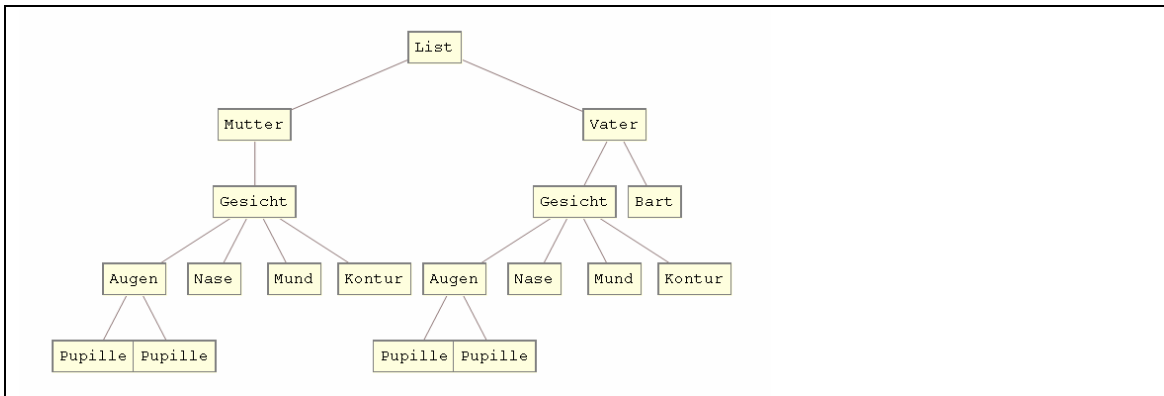 List
Mutter Vater
Gesicht Gesicht Bart
Augen Nase Mund Kontur Augen Nase Mund Kontur
Pupille Pupille Pupille Pupille